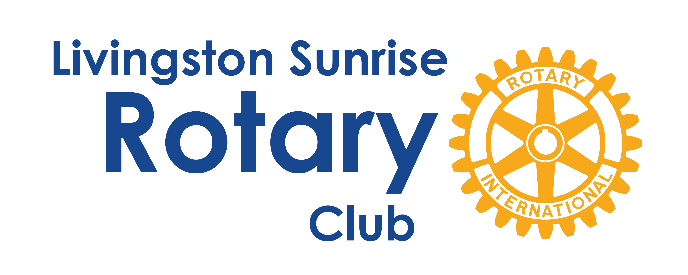 Livingston Sunrise
Rotary
Club
ROTARY
INTERNATIONAL